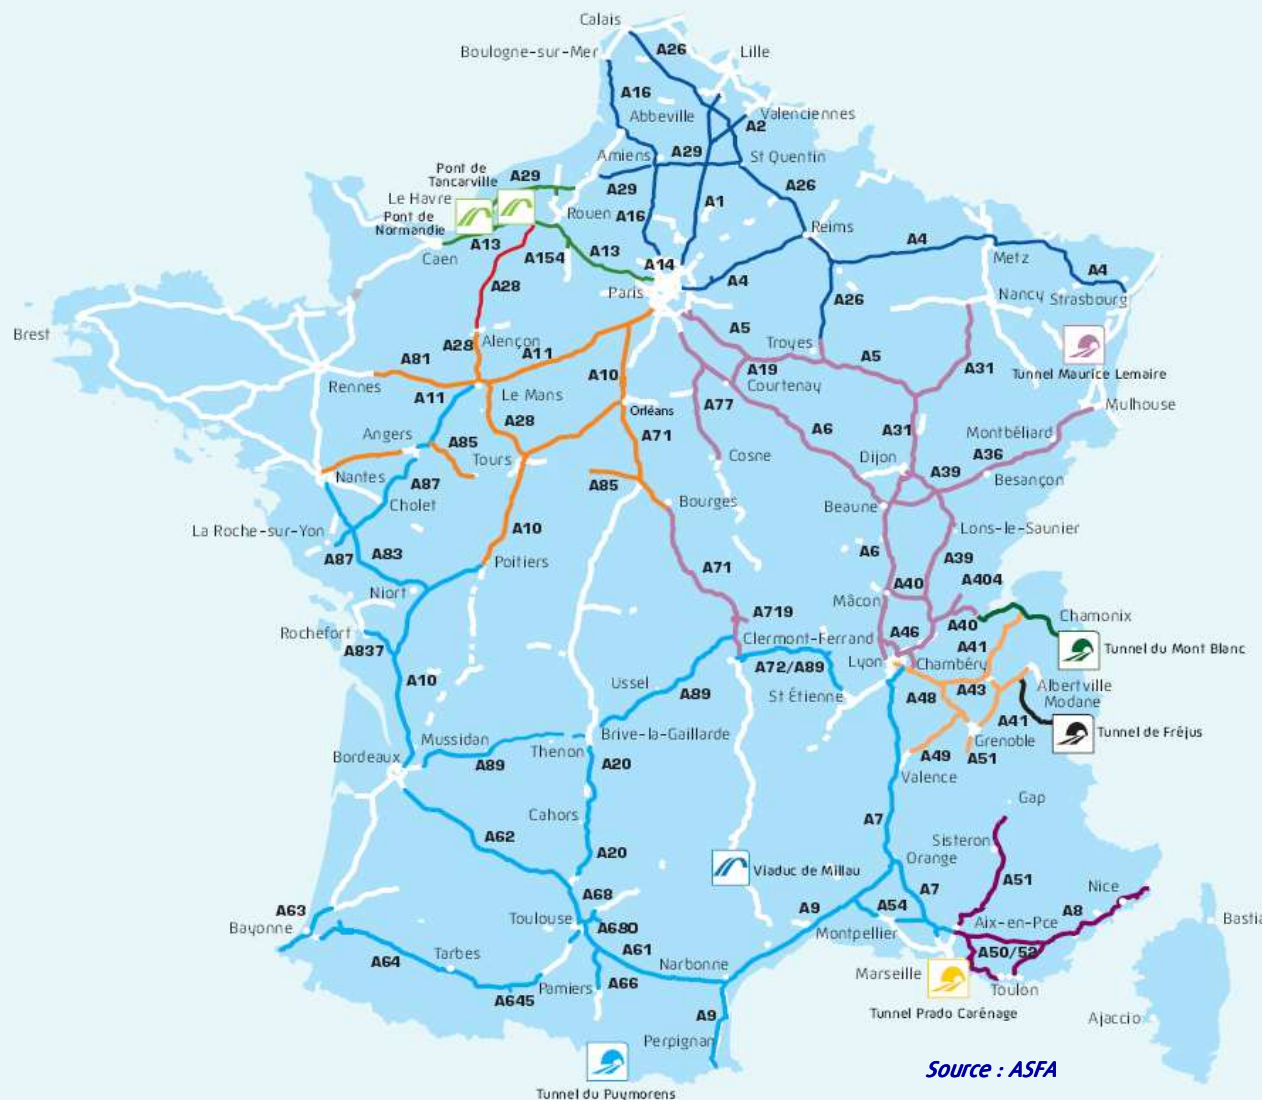 Calais
Boulogne-sur-Mer
A26
Lille
A16
Abbeville
Valenciennes
A2
Amiens
A29
St Quentin
Pont de
Tancarville
A29
A29
A26
Le Havre
Pont de
Normandie
Rouen
A16
A1
Reims
A13
Caen
A154
A13
A14
A4
A4
Metz
A4
A28
Paris
A26
Nancy
Strasbourg
Brest
A28
Alençon
A11
A5
Troyes
A5
A31
Tunnel Maurice Lemaire
A81
Rennes
A11
Le Mans
A10
A19
Courtenay
A77
Orléans
Mulhouse
A28
A71
A6
A31
Montbéliard
Angers
A85
Tours
Cosne
Dijon
A39
A36
Besançon
Nantes
A87
Cholet
A85
Bourges
Beaune
La Roche-sur-Yon
A10
Lons-le-Saunier
A87
A83
Poitiers
A71
A6
A39
A40
A404
Niort
Mâcon
A719
Rochefort
A837
Clermont-Ferrand
A46
A40
Chamonix
A41
Tunnel du Mont Blanc
A72/A89
Lyon
Chambéry
A10
Ussel
A89
St Étienne
A48
A43
Albertville
Modane
A41
Mussidan
Thenon
Brive-la-Gaillarde
Grenoble
Tunnel de Fréjus
Bordeaux
A89
A20
A49
A51
Valence
Gap
Cahors
A62
A7
Sisteron
A20
Viaduc de Millau
Orange
A51
A68
A7
Nice
A63
Bayonne
Toulouse
A680
A9
A54
Montpellier
Aix-en-Pce
A8
Bastia
A64
Tarbes
A61
Narbonne
A50/52
Marseille
Toulon
A645
Pamiers
A66
Tunnel Prado Carénage
Ajaccio
A9
Perpignan
Source : ASFA
Tunnel du Puymorens